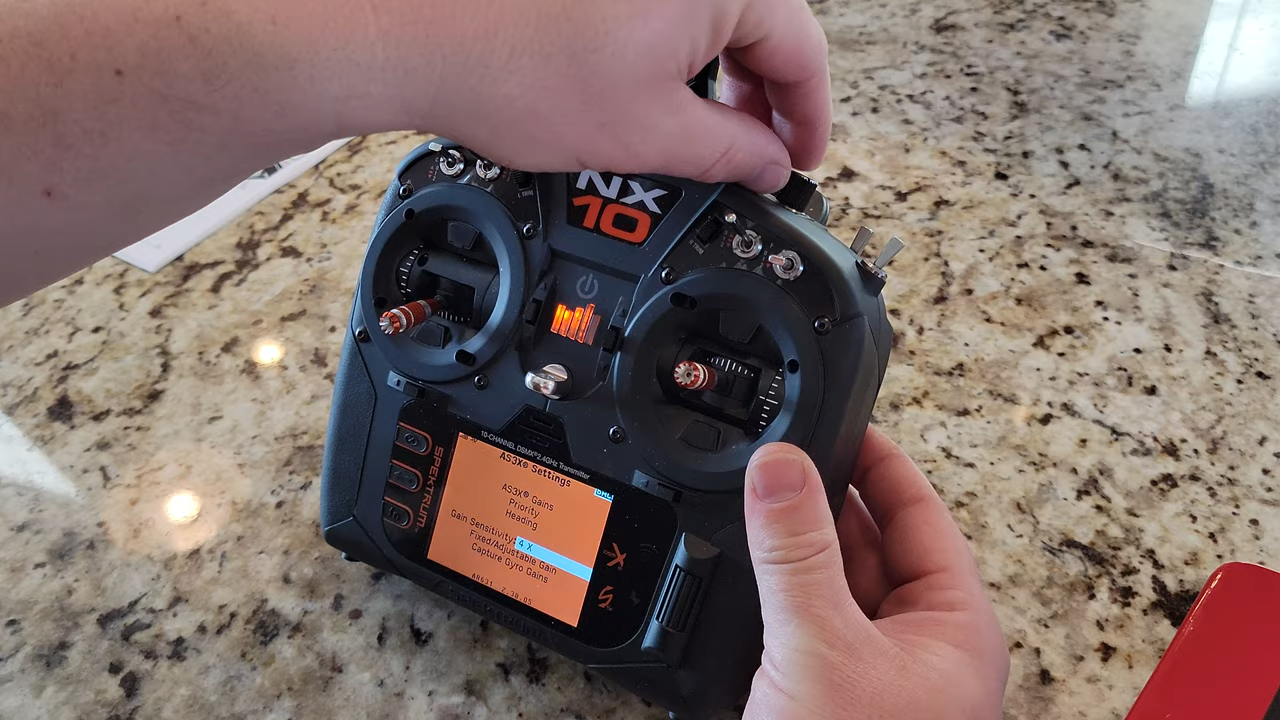 NX
10
10-CHANNEL DSMX® 2.4GHz Transmitter
SPEKTRUM
AS3X® Settings
AS3X® Gains
Priority
Heading
Gain Sensitivity: 4 X
Fixed/Adjustable Gain
Capture Gyro Gains